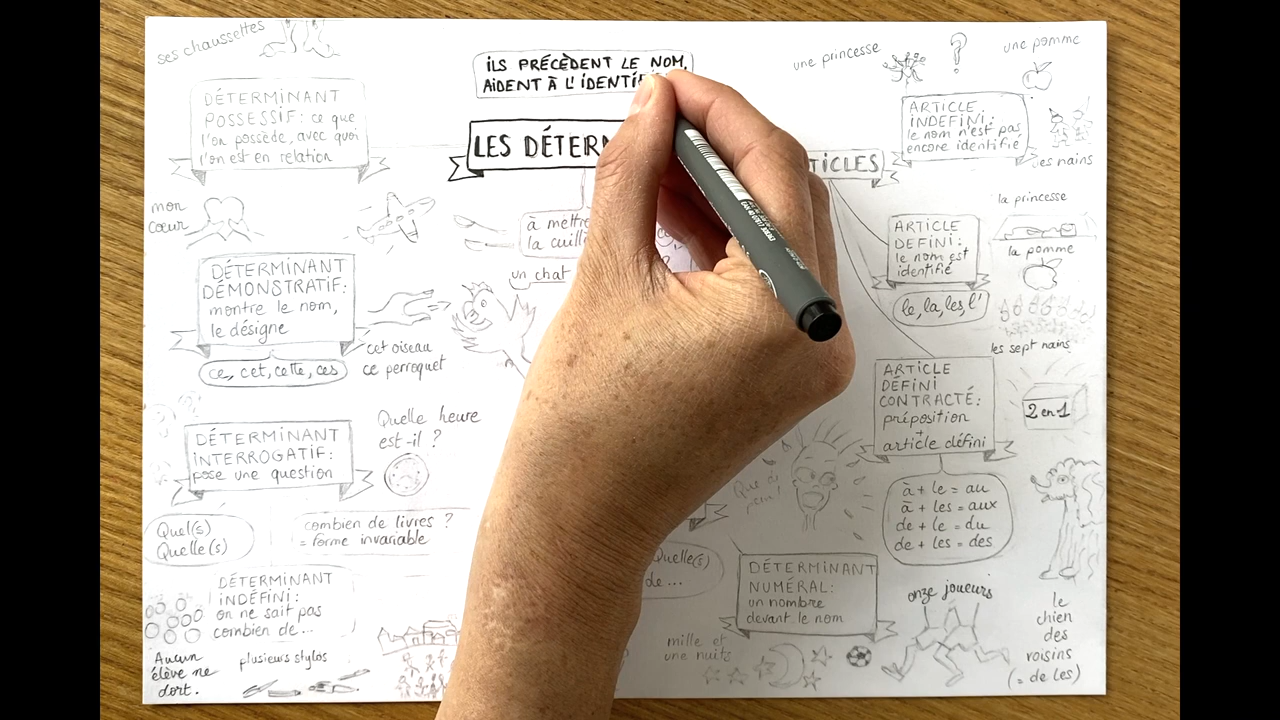 ses chaussettes
DÉTERMINANT
POSSESSIF: ce que
l'on possède, avec quoi
l'on est en relation
mon
cœur
DÉTERMINANT
DÉMONSTRATIF:
montre le nom,
le désigne
ce, cet, cette, ces
cet oiseau
ce perroquet
DÉTERMINANT
INTERROGATIF:
pose une question
Quelle heure
est-il ?
Quel(s)
Quelle(s)
combien de livres ?
= forme invariable
DÉTERMINANT
INDÉFINI:
on ne sait pas
combien de...
Aucun
élève ne
dort.
plusieurs stylos
ILS PRÉCÈDENT LE NOM,
AIDENT À L'
LES
à
la
un chat
Que de
Quelle(s)
de ...
DÉTERMINANT
NUMÉRAL:
un nombre
devant le nom
mille et
une nuits
onze joueurs
une princesse
?
une pomme
ARTICLE
INDEFINI:
le nom n'est pas
encore identifié
les nains
la princesse
ARTICLE
DEFINI:
le nom est
identifié
la pomme
le, la, les, l'
les sept nains
ARTICLE
DÉFINI
CONTRACTÉ:
préposition
+
article défini
2 en 1
à + le = au
à + les = aux
de + le = du
de + les = des
le
chien
des
voisins
(= de les)